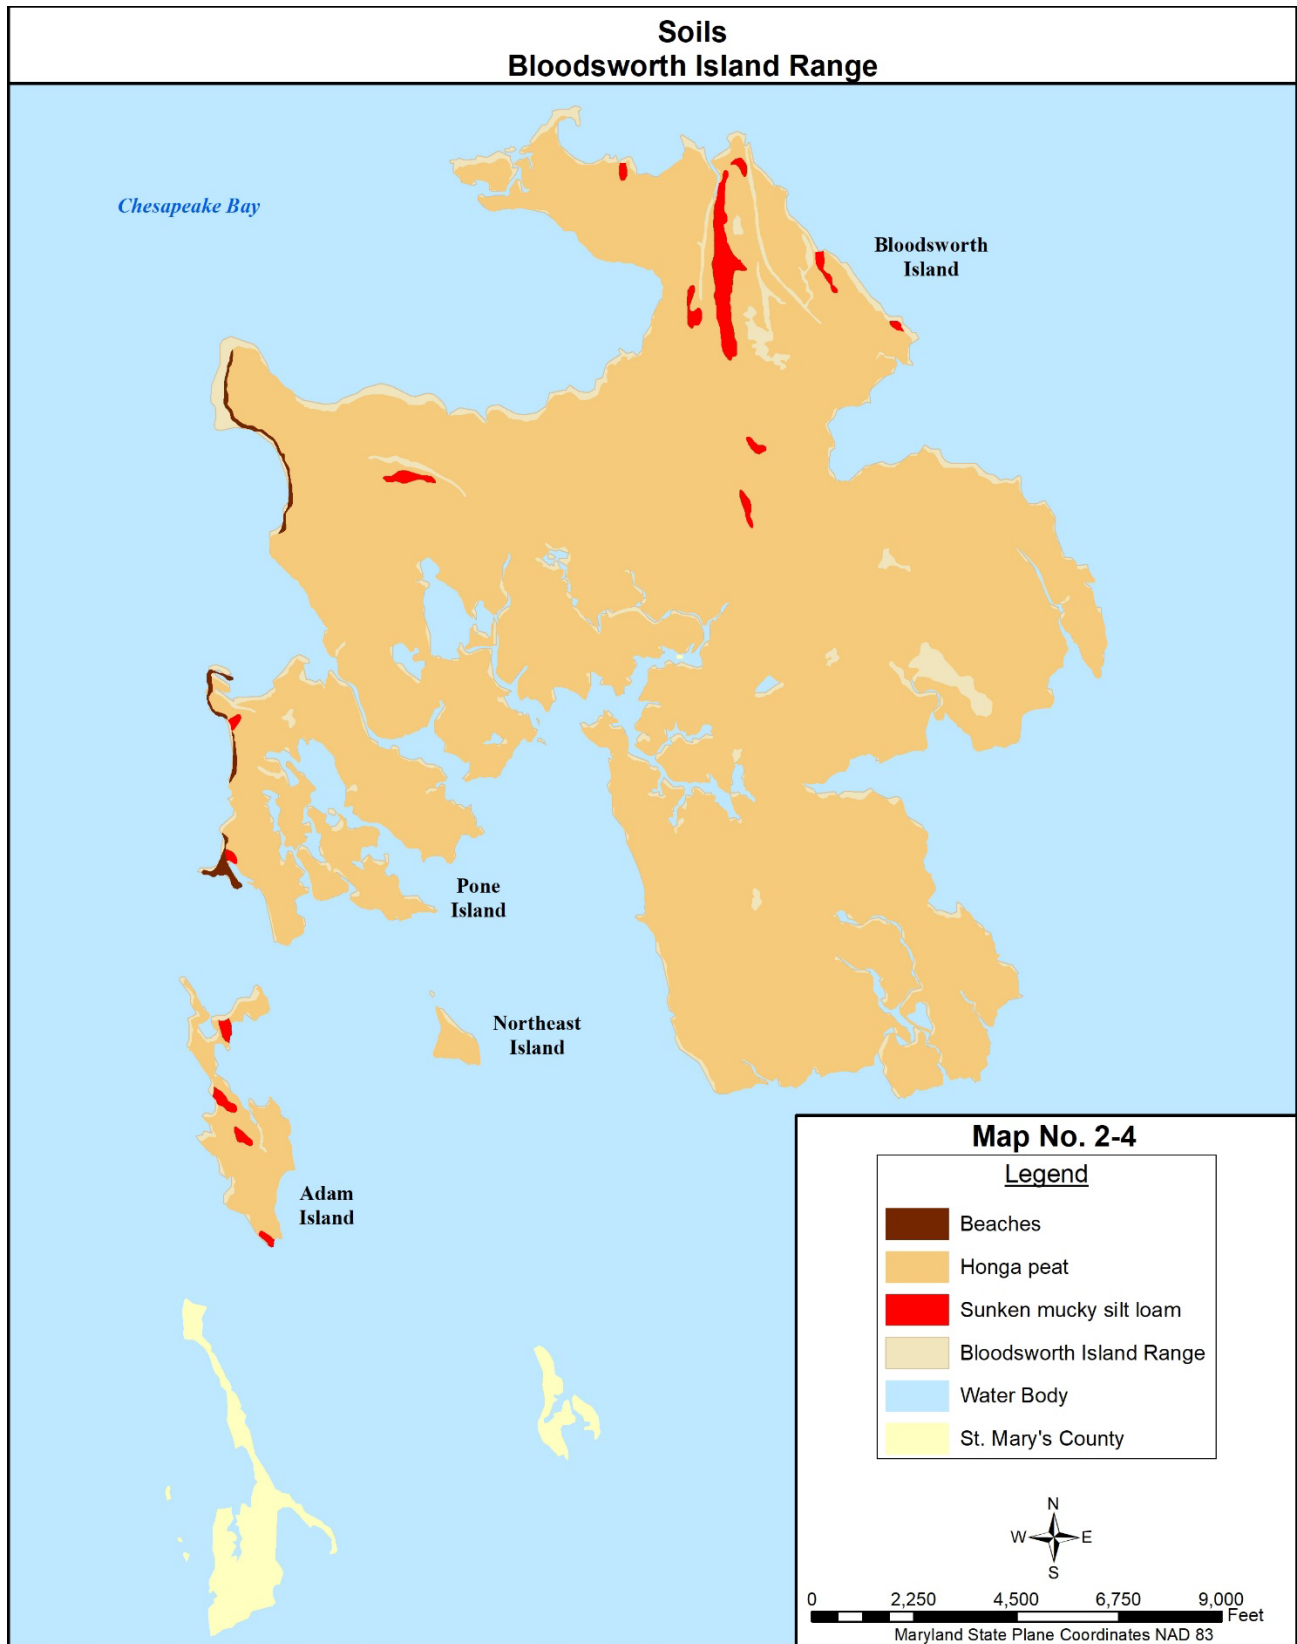 Soils
Bloodsworth Island Range
Chesapeake Bay
Bloodsworth
Island
Pone
Island
Northeast
Island
Adam
Island
Map No. 2-4
Legend
Beaches
Honga peat
Sunken mucky silt loam
Bloodsworth Island Range
Water Body
St. Mary's County
N
W E
S
0 2,250 4,500 6,750 9,000
Feet
Maryland State Plane Coordinates NAD 83